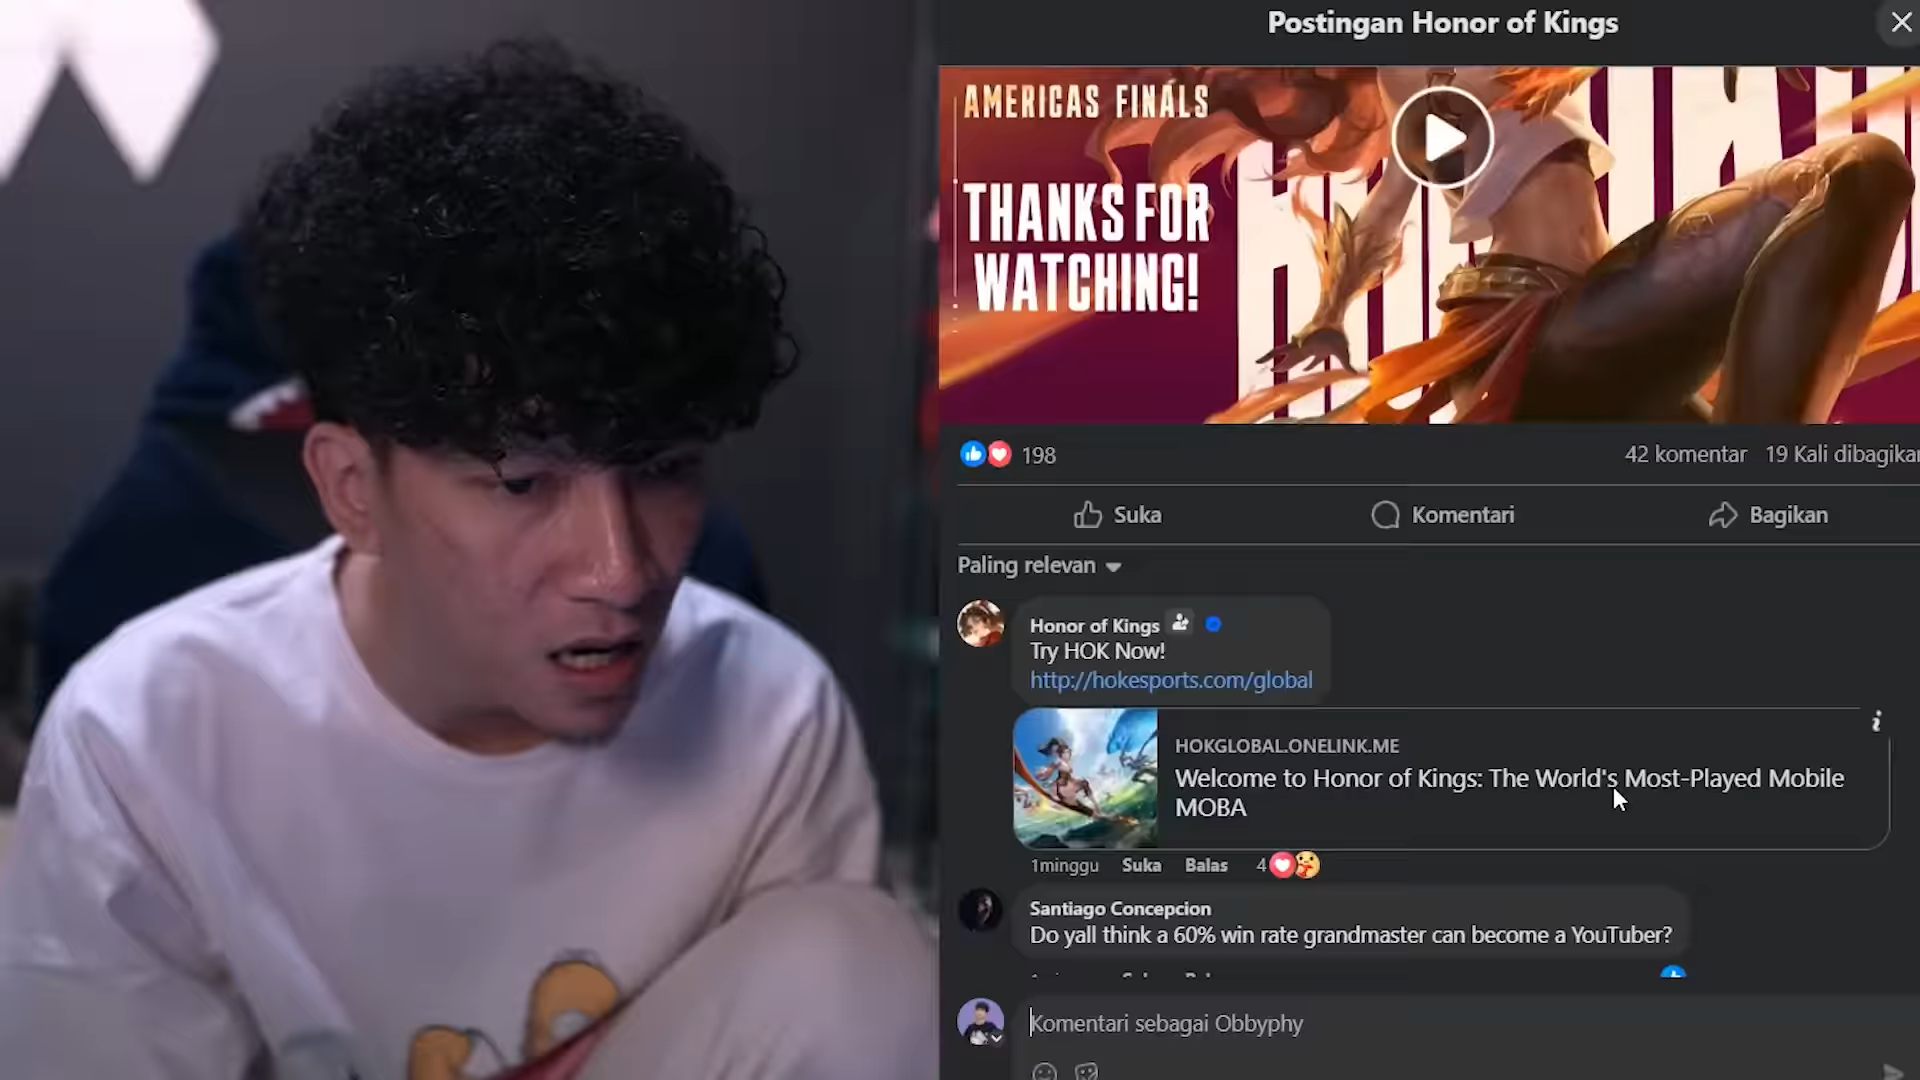 Postingan Honor of Kings
AMERICAS FINALS
THANKS FOR
WATCHING!
198
42 komentar
19 Kali dibagikan
Suka
Komentari
Bagikan
Paling relevan
Honor of Kings
Try HOK Now!
http://hokesports.com/global
HOKGLOBAL.ONELINK.ME
Welcome to Honor of Kings: The World's Most-Played Mobile
MOBA
1minggu Suka Balas 4
Santiago Concepcion
Do yall think a 60% win rate grandmaster can become a YouTuber?
Komentari sebagai Obbyphy